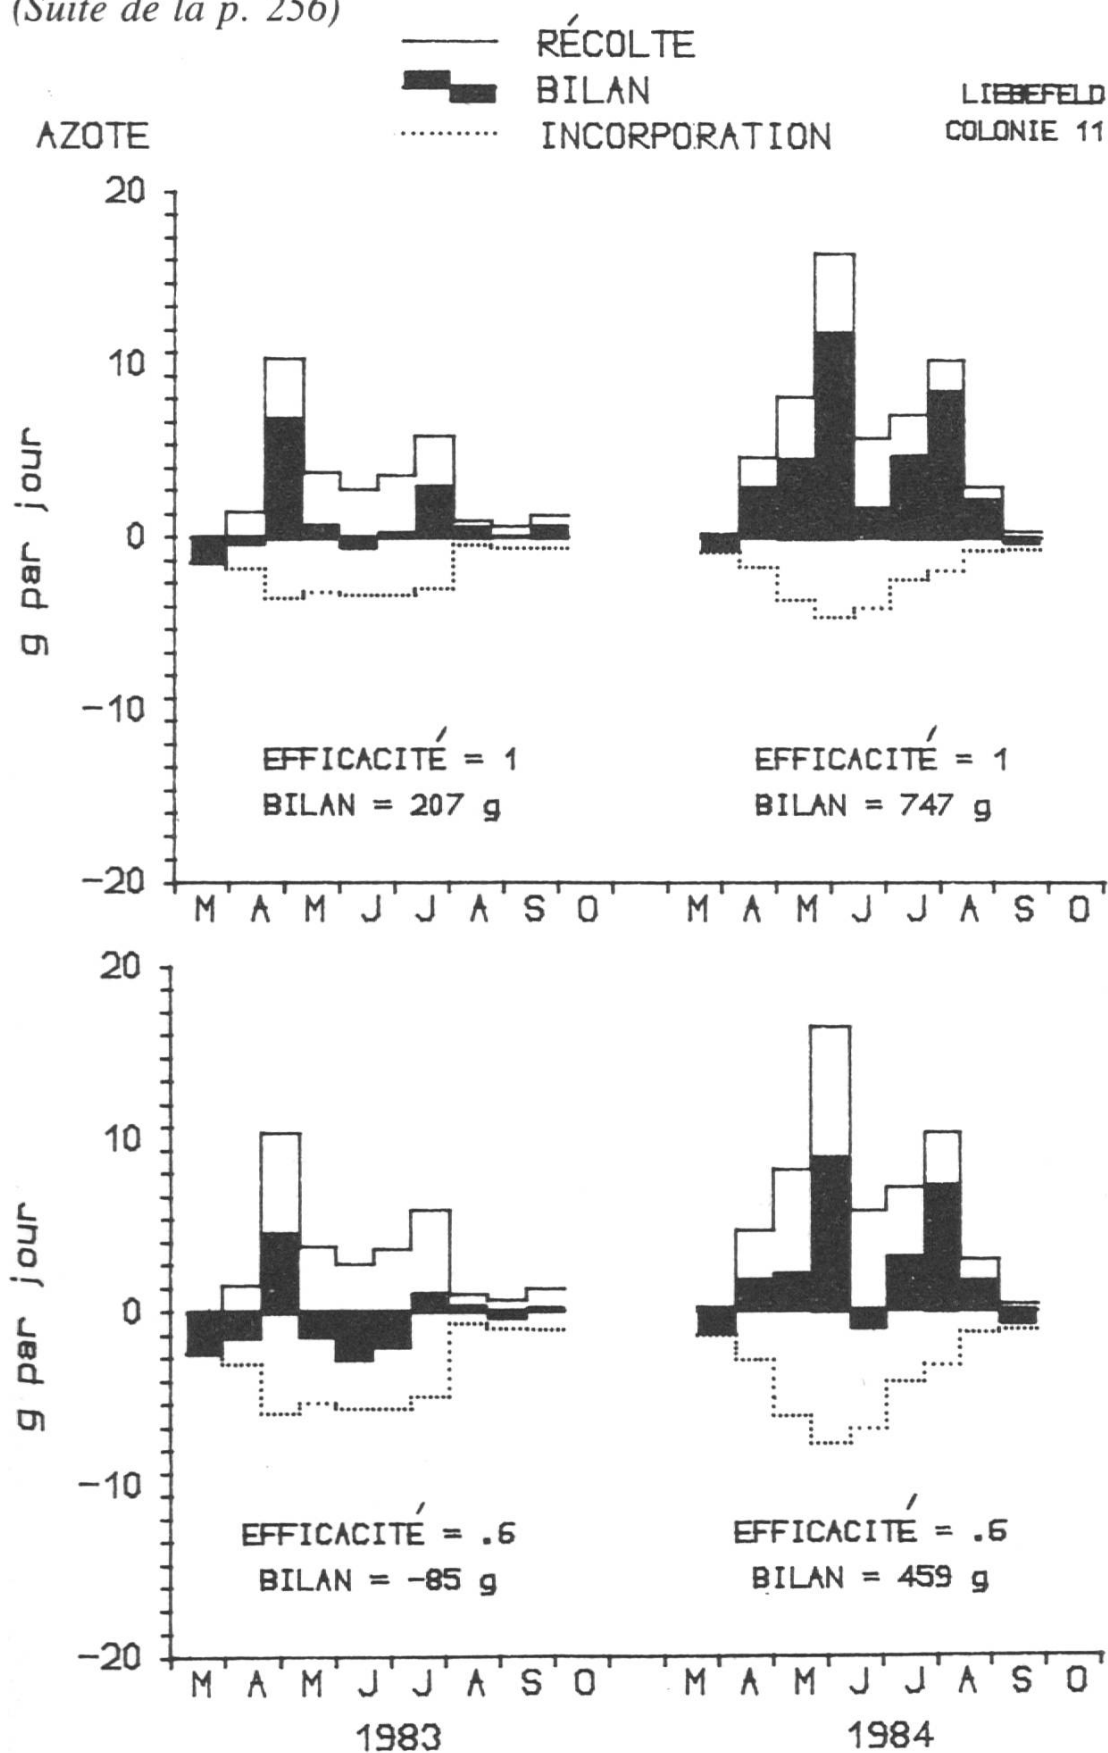 (Suite de la p. 256)
RÉCOLTE
BILAN
LIEBEFELD
AZOTE
INCORPORATION
COLONIE 11
20
10
0
-10
-20
g par jour
EFFICACITÉ = 1
BILAN = 207 g
EFFICACITÉ = 1
BILAN = 747 g
M A M J J A S O
M A M J J A S O
20
10
0
-10
-20
g par jour
EFFICACITÉ = .6
BILAN = -85 g
EFFICACITÉ = .6
BILAN = 459 g
M A M J J A S O
M A M J J A S O
1983
1984